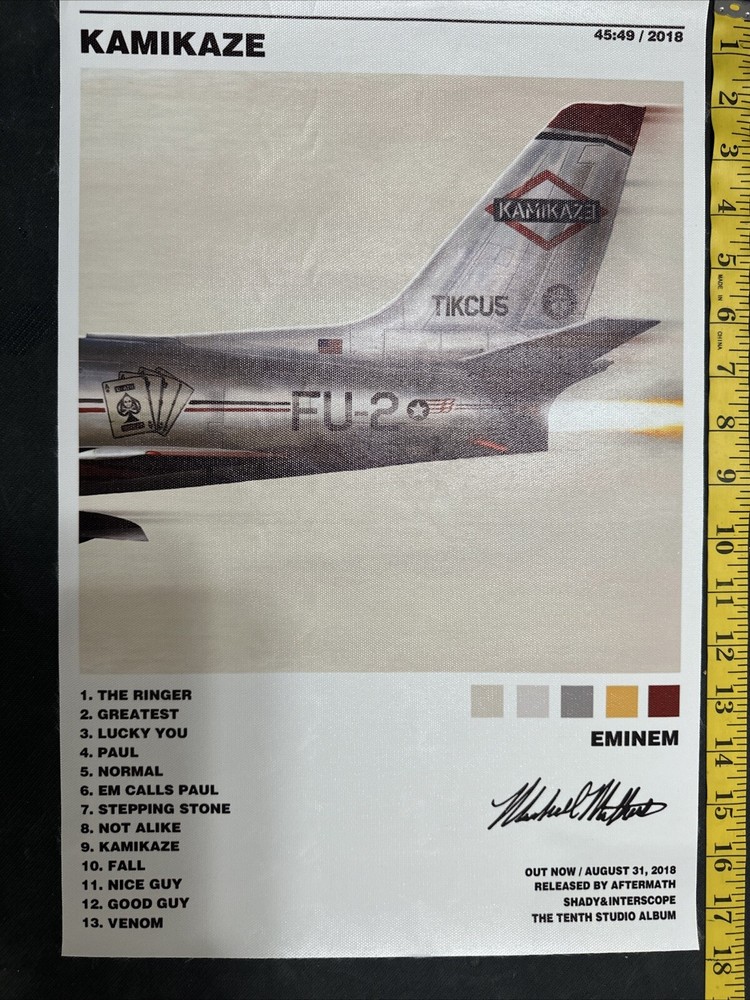 KAMIKAZE
45:49 / 2018
KAMIKAZE
TIKCUS
FU-2
1. THE RINGER
2. GREATEST
3. LUCKY YOU
4. PAUL
5. NORMAL
6. EM CALLS PAUL
7. STEPPING STONE
8. NOT ALIKE
9. KAMIKAZE
10. FALL
11. NICE GUY
12. GOOD GUY
13. VENOM
EMINEM
OUT NOW / AUGUST 31, 2018
RELEASED BY AFTERMATH
SHADY&INTERSCOPE
THE TENTH STUDIO ALBUM
1
2
3
4
5
MADE IN
6
CHINA
7
8
9
10
11
12
13
14
15
16
17
18